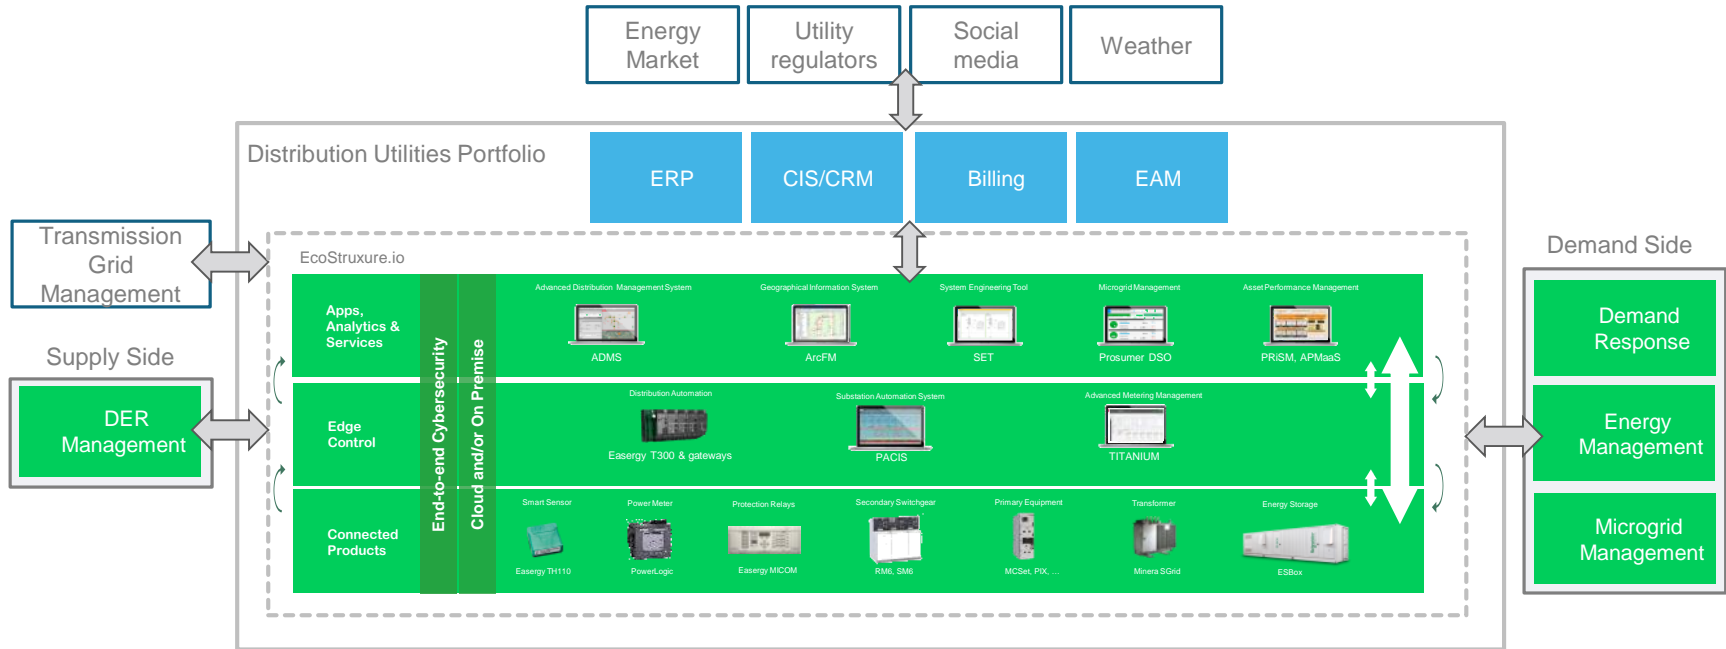 Energy
Market
Utility
regulators
Social
media
Weather
Distribution Utilities Portfolio
ERP
CIS/CRM
Billing
EAM
Transmission
Grid
Management
Supply Side
DER
Management
EcoStruxure.io
Apps,
Analytics &
Services
Edge
Control
Connected
Products
End-to-end Cybersecurity
Cloud and/or On Premise
Advanced Distribution Management System
ADMS
Geographical Information System
ArcFM
System Engineering Tool
SET
Microgrid Management
Prosumer DSO
Asset Performance Management
PRiSM, APMaaS
Distribution Automation
Easergy T300 & gateways
Substation Automation System
PACIS
Advanced Metering Management
TITANIUM
Smart Sensor
Easergy TH110
Power Meter
PowerLogic
Protection Relays
Easergy MICOM
Secondary Switchgear
RM6, SM6
Primary Equipment
MCSet, PIX, ...
Transformer
Minera SGrid
Energy Storage
ESBox
Demand Side
Demand
Response
Energy
Management
Microgrid
Management